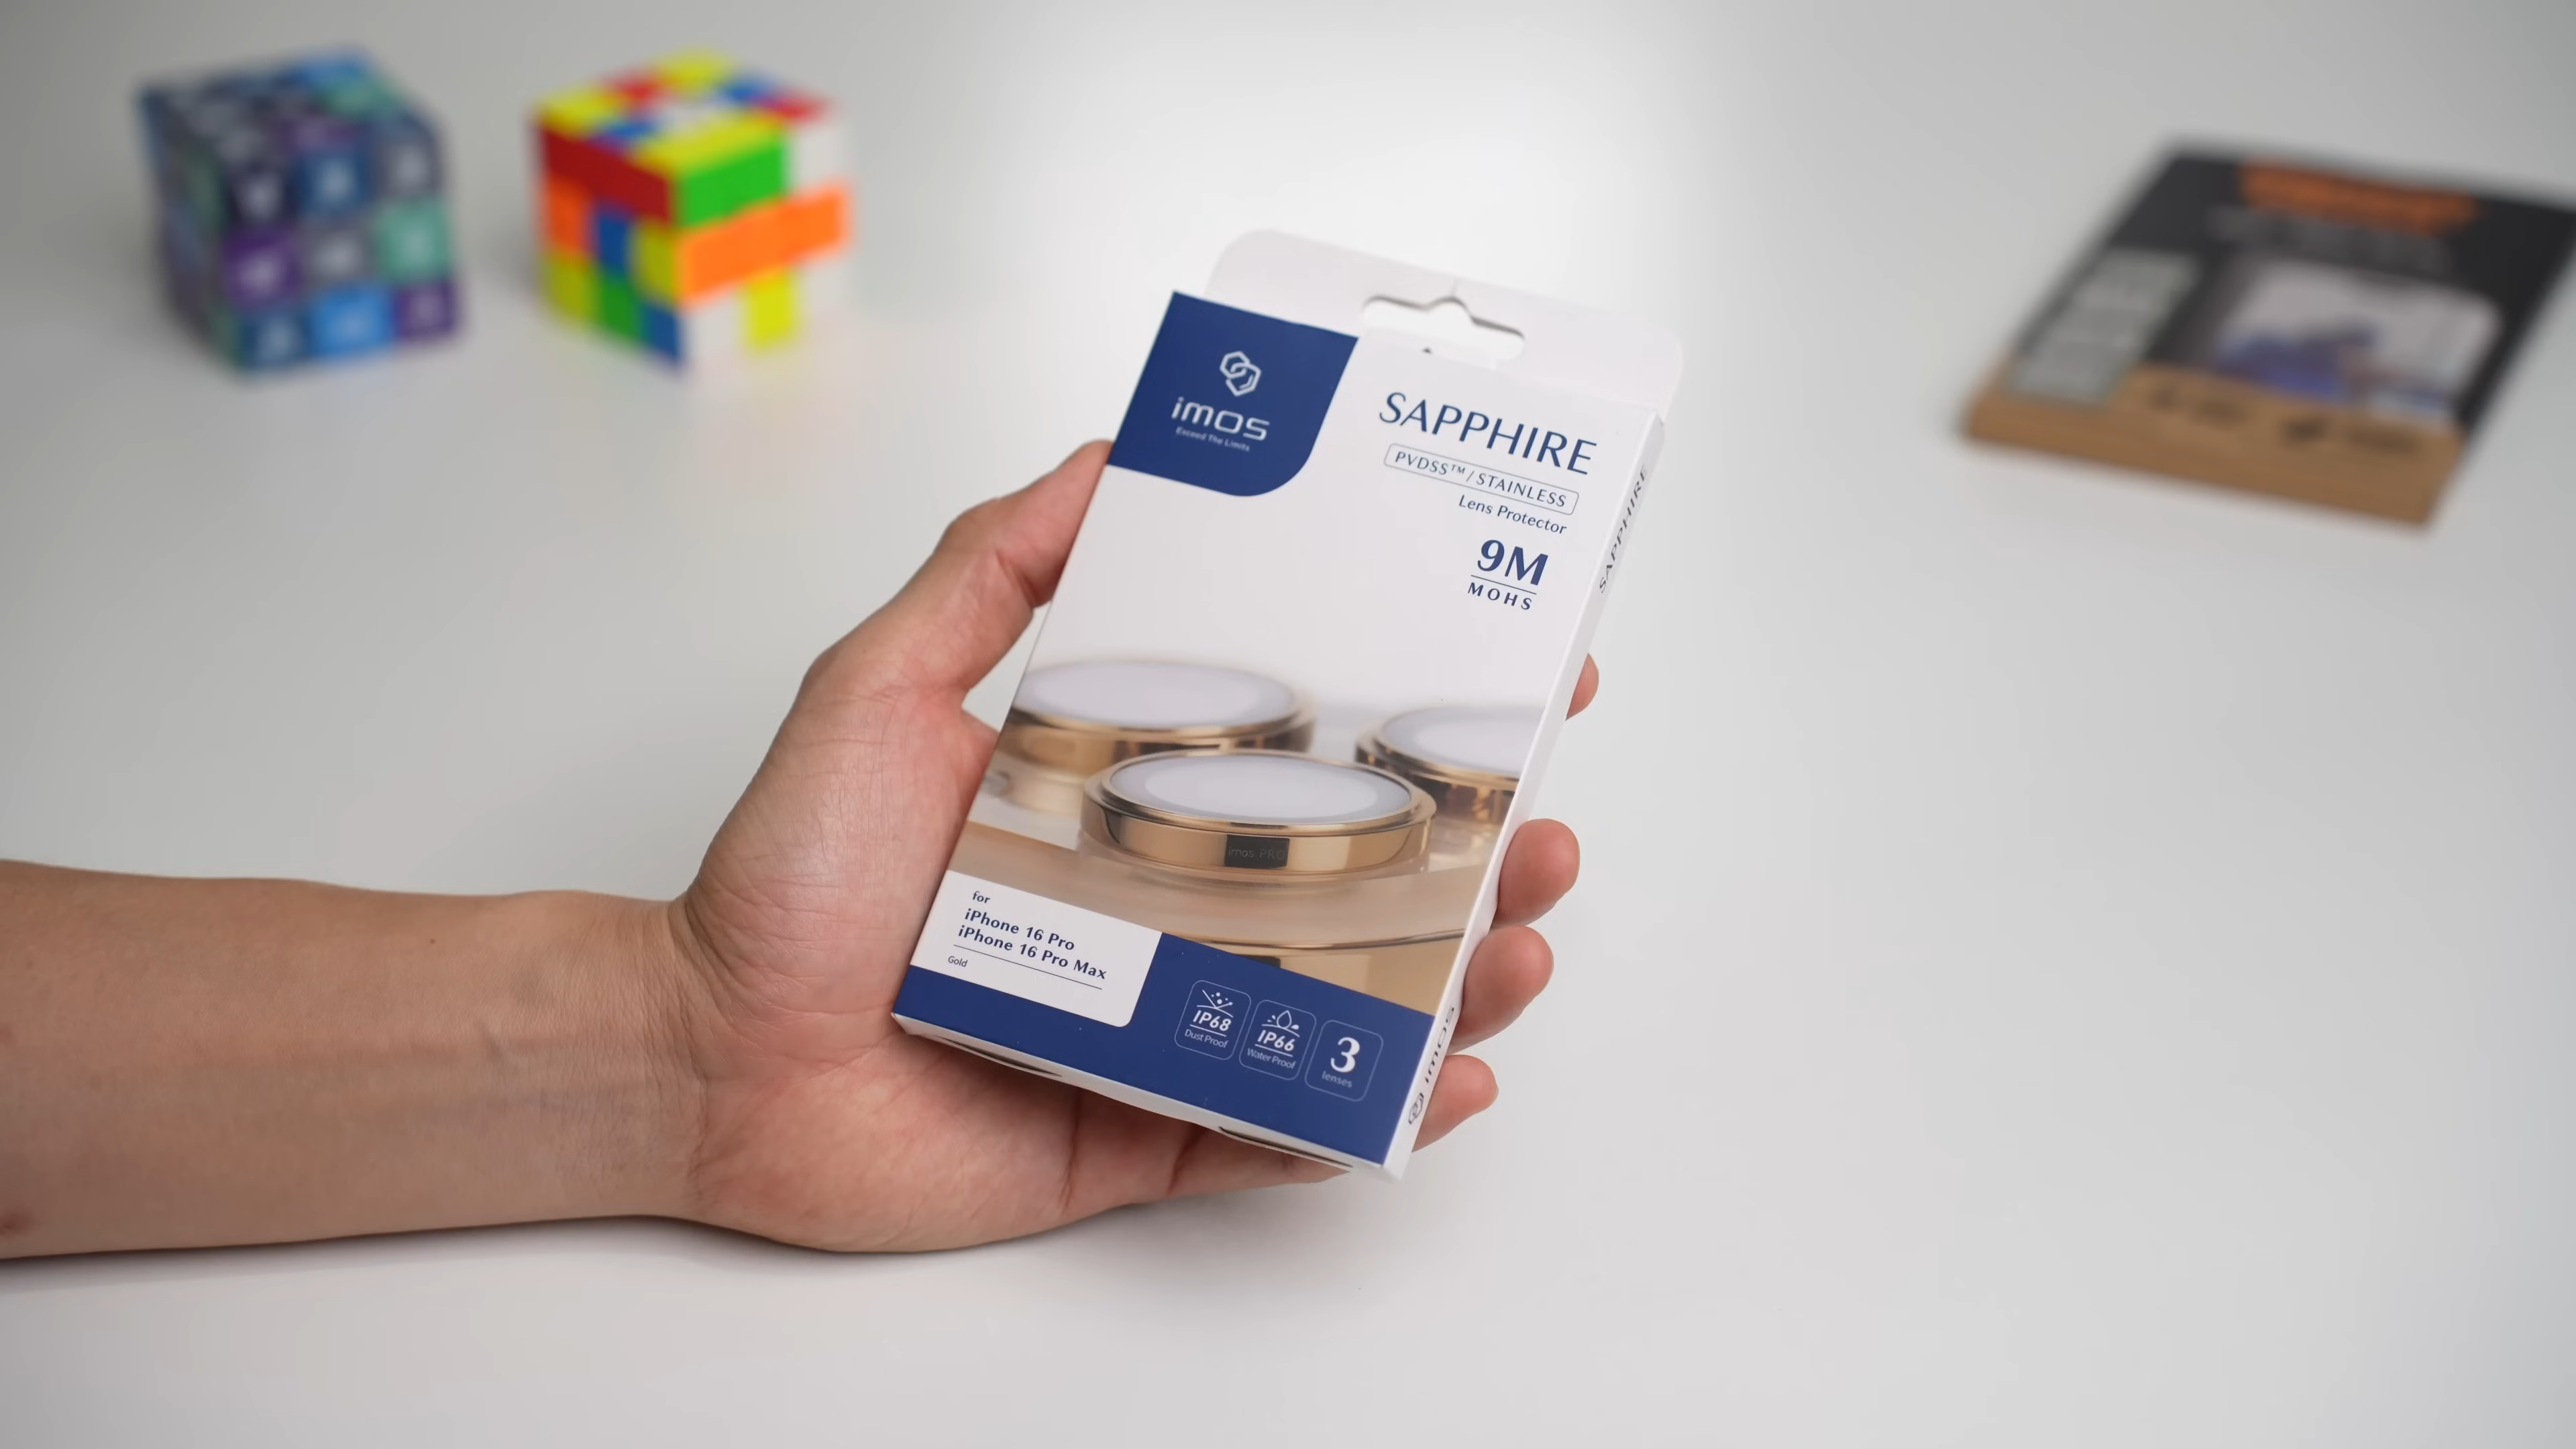 imos
Exceed The Limits
SAPPHIRE
PVDSS™/STAINLESS
Lens Protector
9M
MOHS
SAPPHIRE
imos PRO
for
iPhone 16 Pro
iPhone 16 Pro Max
Gold
IP68
Dust Proof
IP66
Water Proof
3
lenses
imos